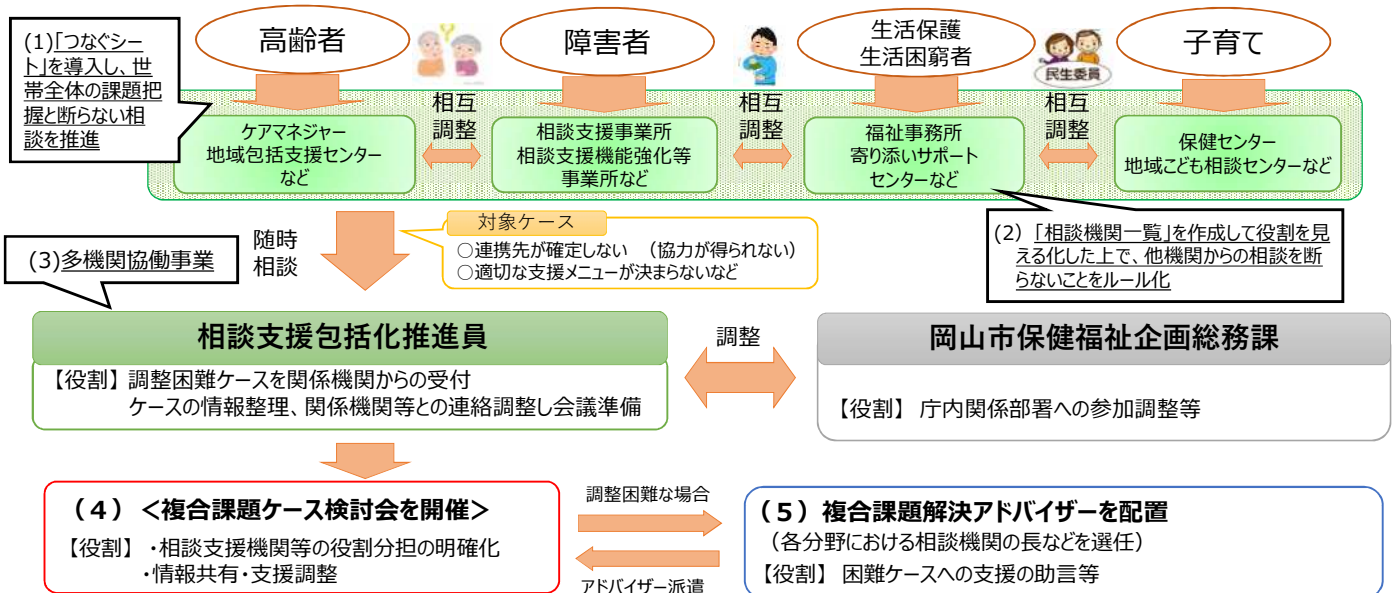 (1)「つなぐシー
ト」を導入し、世
帯全体の課題把
握と断らない相
談を推進
高齢者
障害者
生活保護
生活困窮者
民生委員
子育て
相互
調整
相互
調整
相互
調整
ケアマネジャー
地域包括支援センター
など
相談支援事業所
相談支援機能強化等
事業所など
福祉事務所
寄り添いサポート
センターなど
保健センター
地域こども相談センターなど
(2) 「相談機関一覧」を作成して役割を見
える化した上で、他機関からの相談を断
らないことをルール化
(3)多機関協働事業
随時
相談
対象ケース
○連携先が確定しない (協力が得られない)
○適切な支援メニューが決まらないなど
相談支援包括化推進員
【役割】 調整困難ケースを関係機関からの受付
ケースの情報整理、関係機関等との連絡調整し会議準備
調整
岡山市保健福祉企画総務課
【役割】 庁内関係部署への参加調整等
(4) <複合課題ケース検討会を開催>
【役割】 ・相談支援機関等の役割分担の明確化
・情報共有・支援調整
調整困難な場合
アドバイザー派遣
(5) 複合課題解決アドバイザーを配置
(各分野における相談機関の長などを選任)
【役割】 困難ケースへの支援の助言等